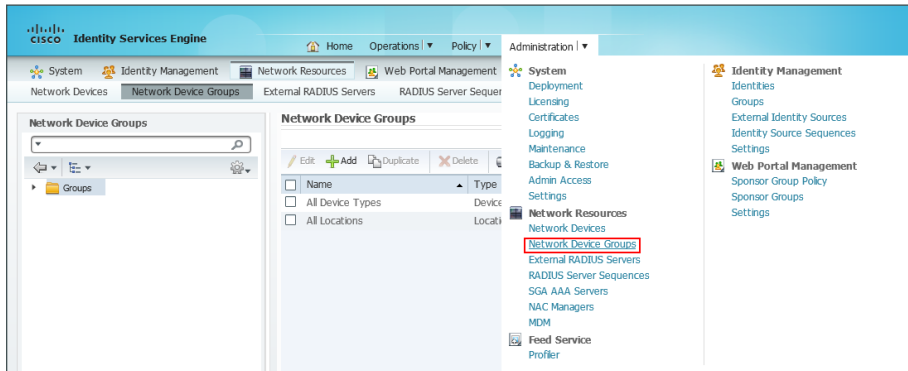 CISCO Identity Services Engine
Home Operations Policy Administration
System Identity Management Network Resources Web Portal Management
Network Devices Network Device Groups External RADIUS Servers RADIUS Server Sequer
Network Device Groups
Groups
Network Device Groups
Edit Add Duplicate Delete
Name Type
All Device Types Device
All Locations Locati
System
Deployment
Licensing
Certificates
Logging
Maintenance
Backup & Restore
Admin Access
Settings
Network Resources
Network Devices
Network Device Groups
External RADIUS Servers
RADIUS Server Sequences
SGA AAA Servers
NAC Managers
MDM
Feed Service
Profiler
Identity Management
Identities
Groups
External Identity Sources
Identity Source Sequences
Settings
Web Portal Management
Sponsor Group Policy
Sponsor Groups
Settings